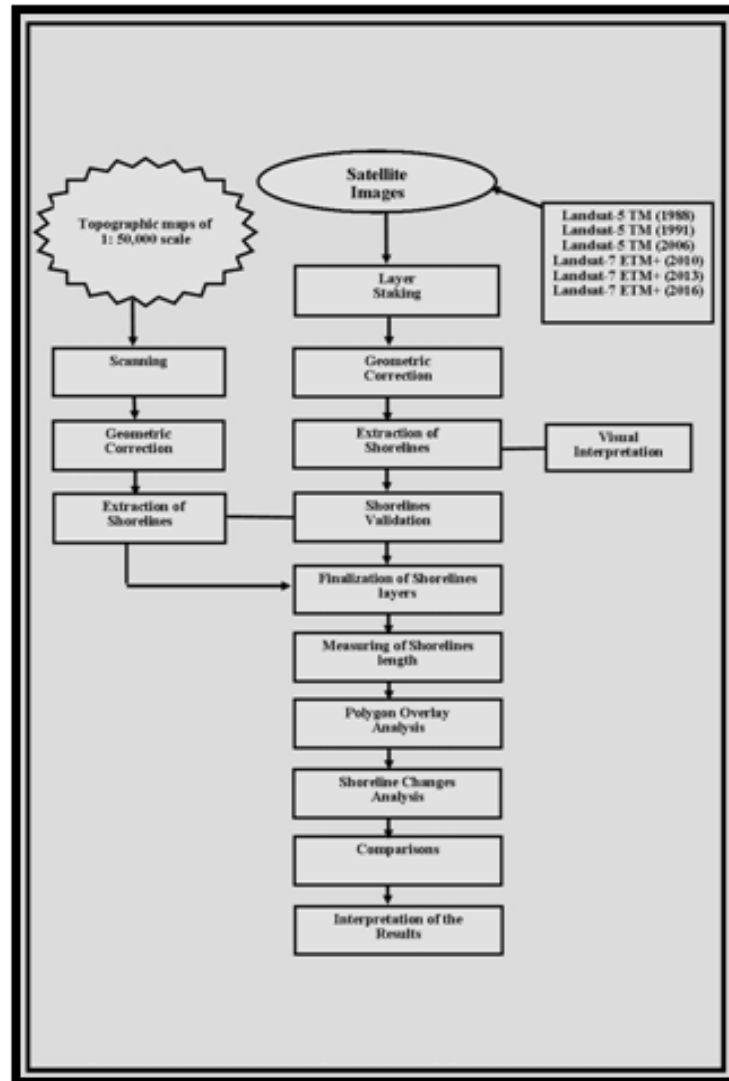 Satellite
Images
Topographic maps of
1: 50,000 scale
Landsat-5 TM (1988)
Landsat-5 TM (1991)
Landsat-5 TM (2006)
Landsat-7 ETM+ (2010)
Landsat-7 ETM+ (2013)
Landsat-7 ETM+ (2016)
Layer
Staking
Scanning
Geometric
Correction
Geometric
Correction
Extraction of
Shorelines
Visual
Interpretation
Extraction of
Shorelines
Shorelines
Validation
Finalization of Shorelines
layers
Measuring of Shorelines
length
Polygon Overlay
Analysis
Shoreline Changes
Analysis
Comparisons
Interpretation of the
Results